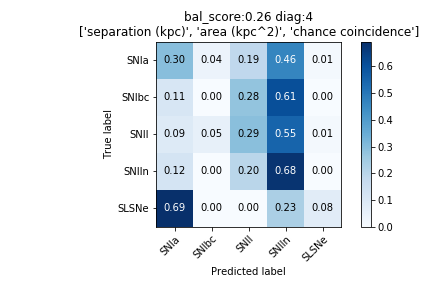 bal_score:0.26 diag:4
['separation (kpc)', 'area (kpc^2)', 'chance coincidence']
SNIa 0.30 0.04 0.19 0.46 0.01
SNIbc 0.11 0.00 0.28 0.61 0.00
SNII 0.09 0.05 0.29 0.55 0.01
SNIIn 0.12 0.00 0.20 0.68 0.00
SLSNe 0.69 0.00 0.00 0.23 0.08
True label
SNIa SNIbc SNII SNIIn SLSNe
Predicted label
0.6
0.5
0.4
0.3
0.2
0.1
0.0